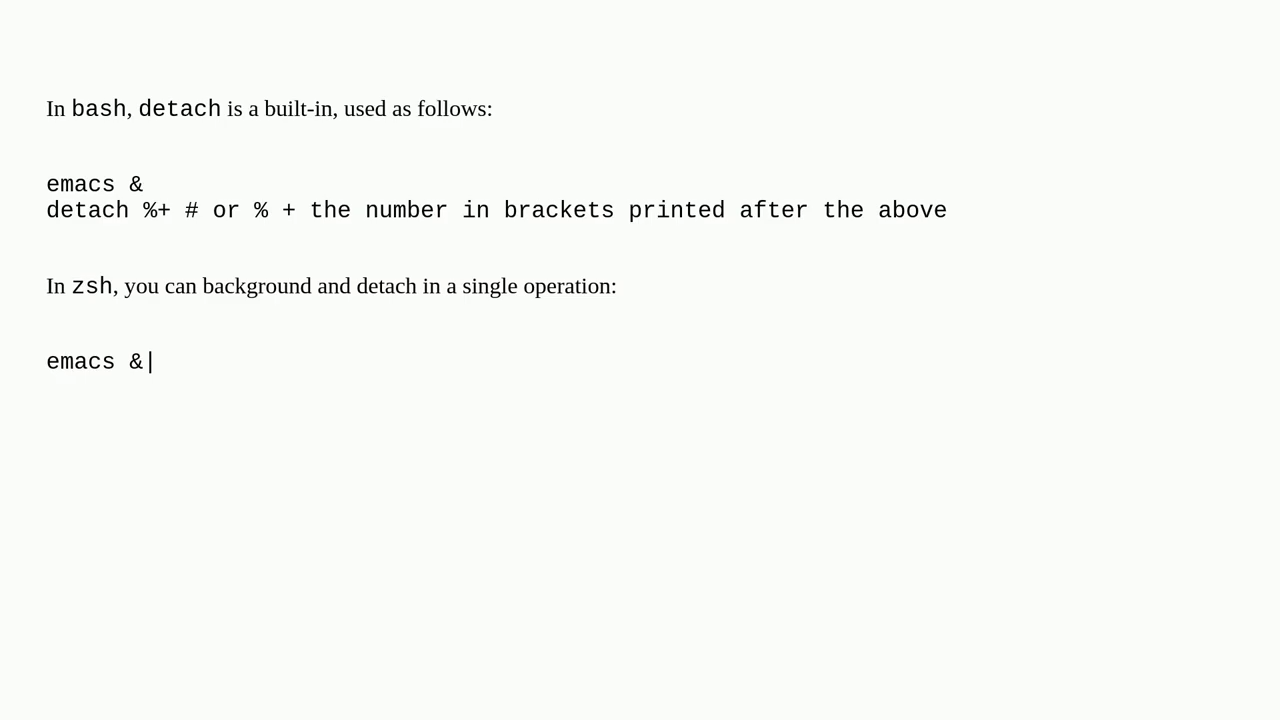 In bash, detach is a built-in, used as follows:
emacs &
detach %+ # or % + the number in brackets printed after the above
In zsh, you can background and detach in a single operation:
emacs &|